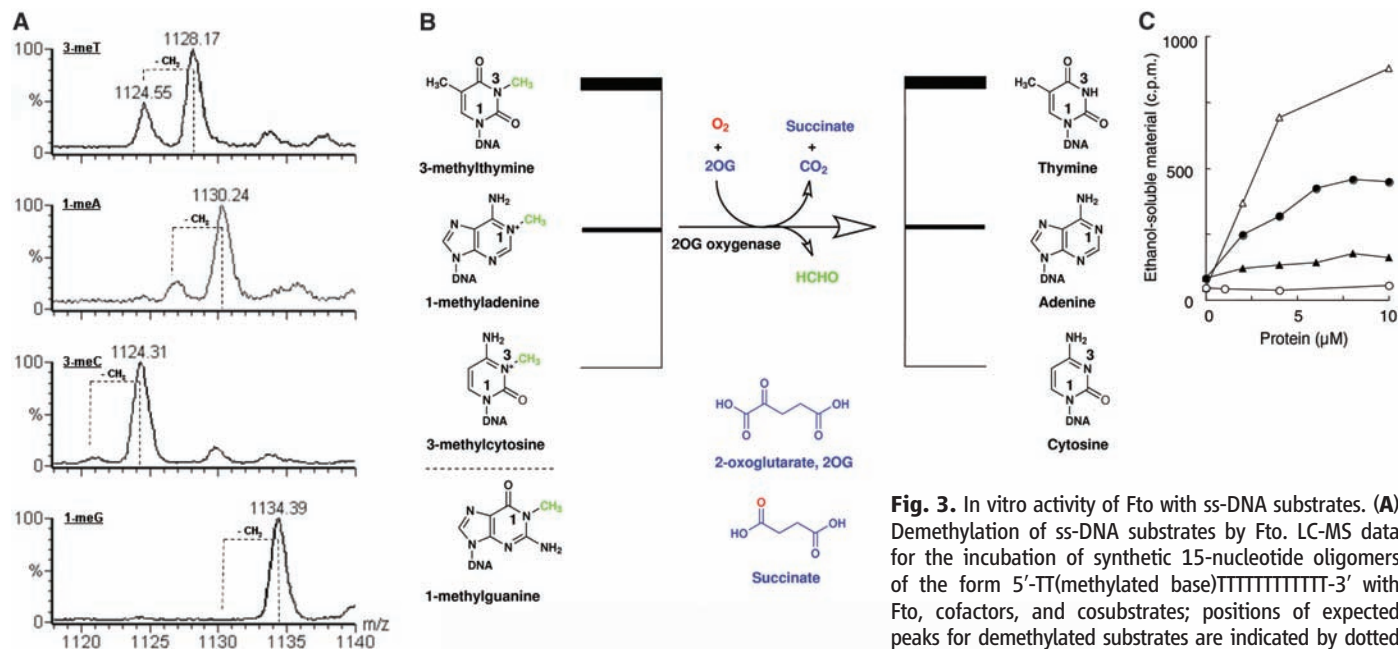 A
3-meT
1128.17
- CH₂
1124.55
100
%
0
1-meA
1130.24
- CH₂
100
%
0
3-meC
1124.31
- CH₂
100
%
0
1-meG
1134.39
- CH₂
100
%
0
1120 1125 1130 1135 1140 m/z
B
O
H₃C 3 CH₃
N
1
N O
DNA
3-methylthymine
NH₂
N N⁺ CH₃
1
N N
DNA
1-methyladenine
NH₂
3 CH₃
N⁺
1
N O
DNA
3-methylcytosine
O
N N CH₃
1
N N NH₂
DNA
1-methylguanine
O₂ Succinate
+ +
2OG CO₂
2OG oxygenase
HCHO
O
HO OH
O O
2-oxoglutarate, 2OG
O
HO OH
O
Succinate
O
H₃C 3
NH
1
N O
DNA
Thymine
NH₂
N N
1
N N
DNA
Adenine
NH₂
3
N
1
N O
DNA
Cytosine
C
1000
500
0
Ethanol-soluble material (c.p.m.)
0 5 10
Protein (µM)
Fig. 3. In vitro activity of Fto with ss-DNA substrates. (A)
Demethylation of ss-DNA substrates by Fto. LC-MS data
for the incubation of synthetic 15-nucleotide oligomers
of the form 5′-TT(methylated base)TTTTTTTTTTTT-3′ with
Fto, cofactors, and cosubstrates; positions of expected
peaks for demethylated substrates are indicated by dotted